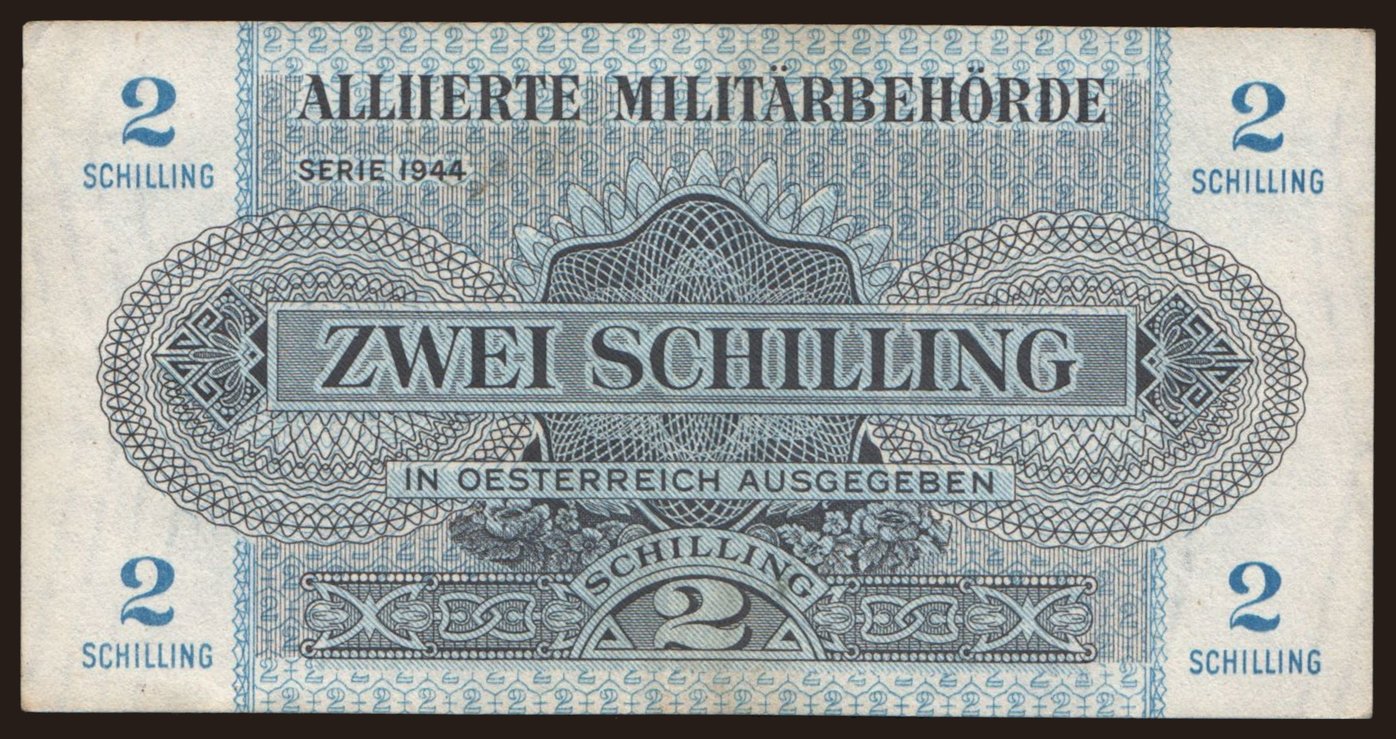 ALLIIERTE MILITÄRBEHÖRDE
SERIE 1944
2
SCHILLING
2
SCHILLING
ZWEI SCHILLING
IN OESTERREICH AUSGEGEBEN
SCHILLING
2
2
SCHILLING
2
SCHILLING